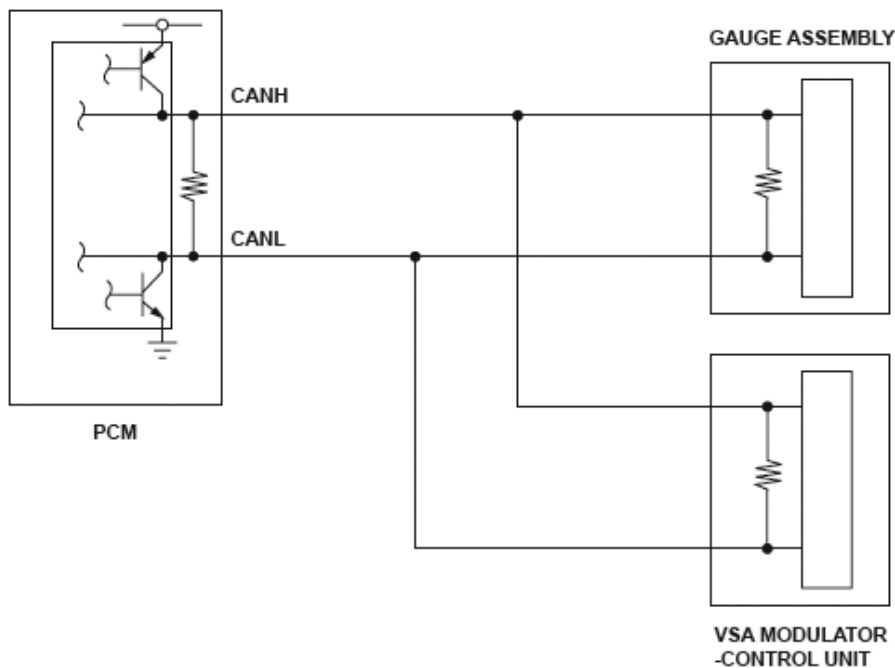 GAUGE ASSEMBLY
CANH
CANL
PCM
VSA MODULATOR
-CONTROL UNIT